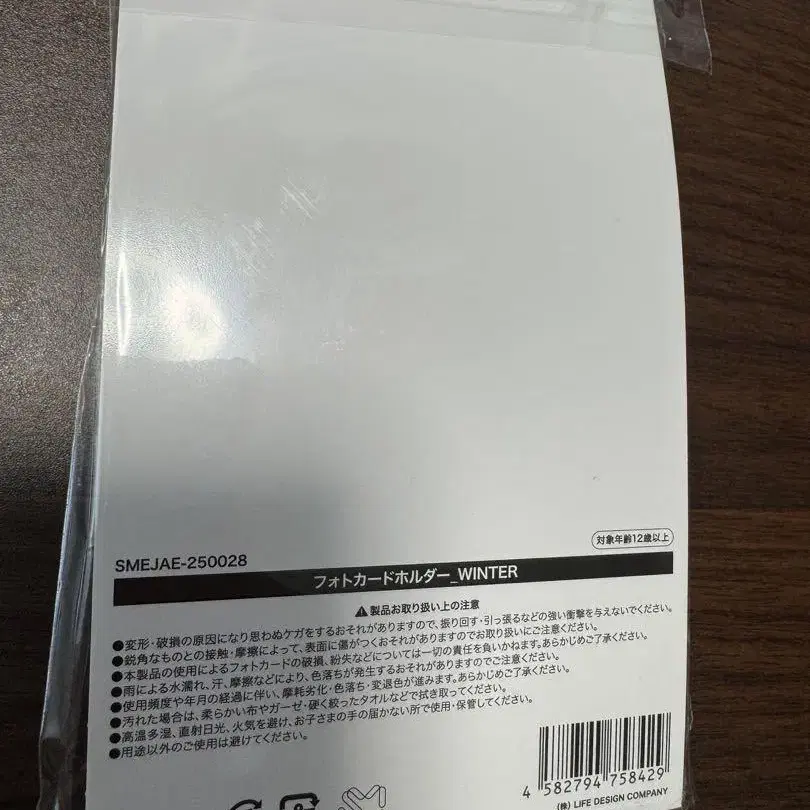 対象年齢12歳以上
SMEJAE-250028
フォトカードホルダー_WINTER
⚠製品お取り扱い上の注意
●変形・破損の原因になり思わぬケガをするおそれがありますので、振り回す・引っ張るなどの強い衝撃を与えないでください。
●鋭角なものとの接触・摩擦によって、表面に傷がつくおそれがありますのでお取り扱いにご注意ください。
●本製品の使用によるフォトカードの破損、紛失などについては一切の責任を負いかねます。あらかじめご了承ください。
●雨による水濡れ、汗、摩擦などにより、色落ちが発生するおそれがありますのでご注意ください。
●使用頻度や年月の経過に伴い、摩耗劣化・色落ち・変退色が進みます。あらかじめご了承ください。
●汚れた場合は、柔らかい布やガーゼ・硬く絞ったタオルなどで拭き取ってください。
●高温多湿、直射日光、火気を避け、お子さまの手の届かない所で使用・保管してください。
●用途以外のご使用は避けてください。
4 582794 758429
(株) LIFE DESIGN COMPANY